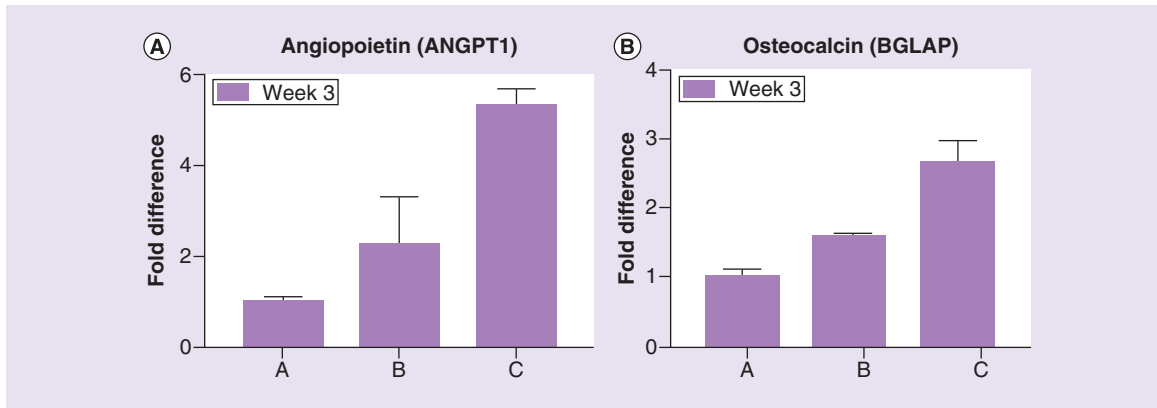 A
Angiopoietin (ANGPT1)
Week 3
Fold difference
6
4
2
0
A B C
B
Osteocalcin (BGLAP)
Week 3
Fold difference
4
3
2
1
0
A B C